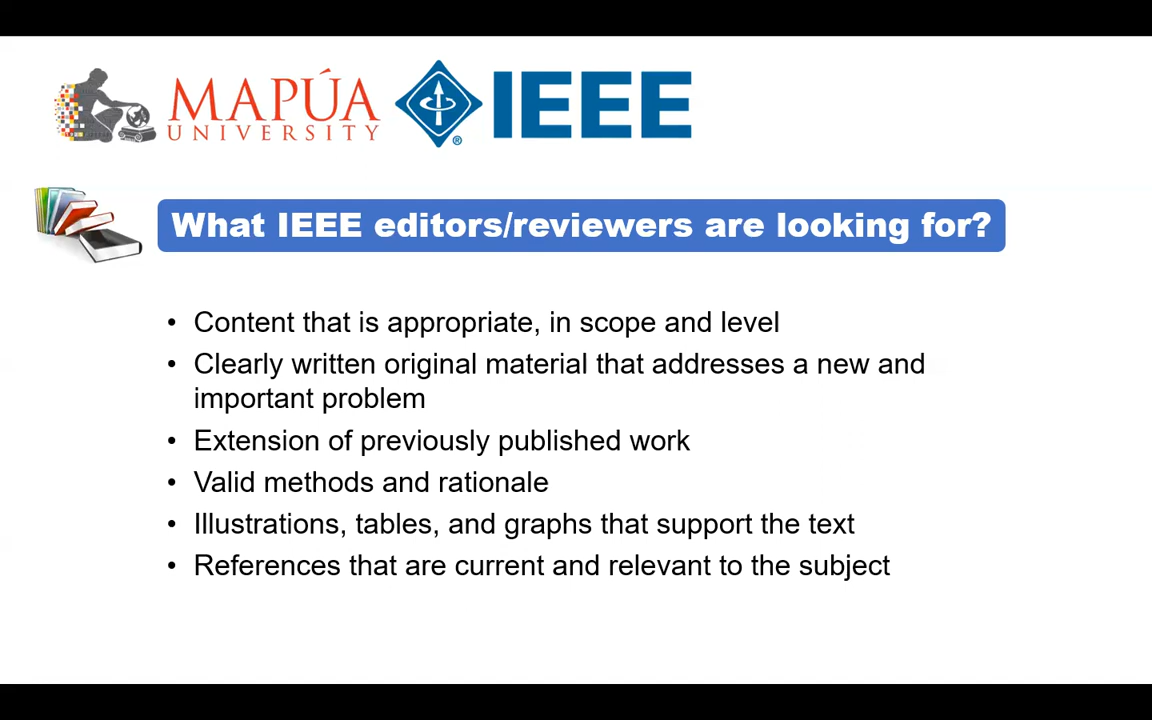 MAPÚA
UNIVERSITY
® IEEE
What IEEE editors/reviewers are looking for?
• Content that is appropriate, in scope and level
• Clearly written original material that addresses a new and
important problem
• Extension of previously published work
• Valid methods and rationale
• Illustrations, tables, and graphs that support the text
• References that are current and relevant to the subject